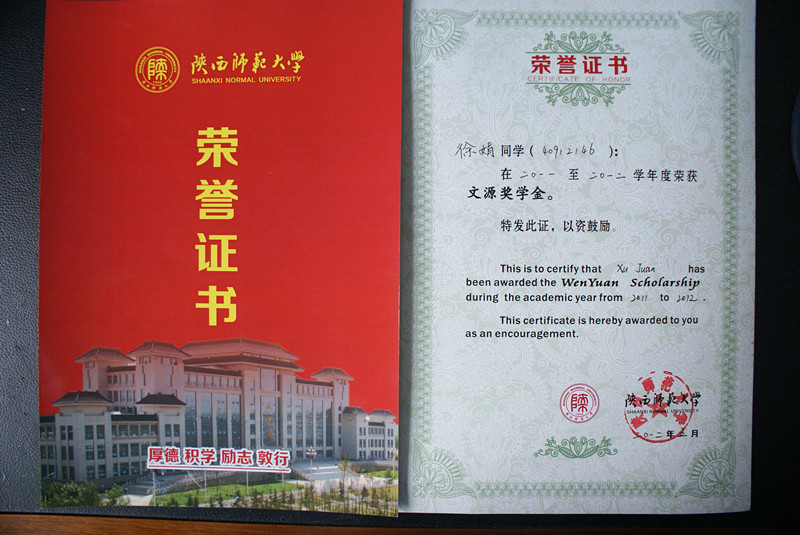 陕西师范大学
SHAANXI NORMAL UNIVERSITY
荣誉证书
厚德 积学 励志 敦行
荣誉证书
CERTIFICATE OF HONOR
徐娟 同学（40912146）：
在 二〇一一 至 二〇一二 学年度荣获
文源奖学金。
特发此证，以资鼓励。
This is to certify that Xu Juan has
been awarded the WenYuan Scholarship
during the academic year from 2011 to 2012.
This certificate is hereby awarded to you
as an encouragement.
陕西师范大学
SHAANXI NORMAL UNIVERSITY